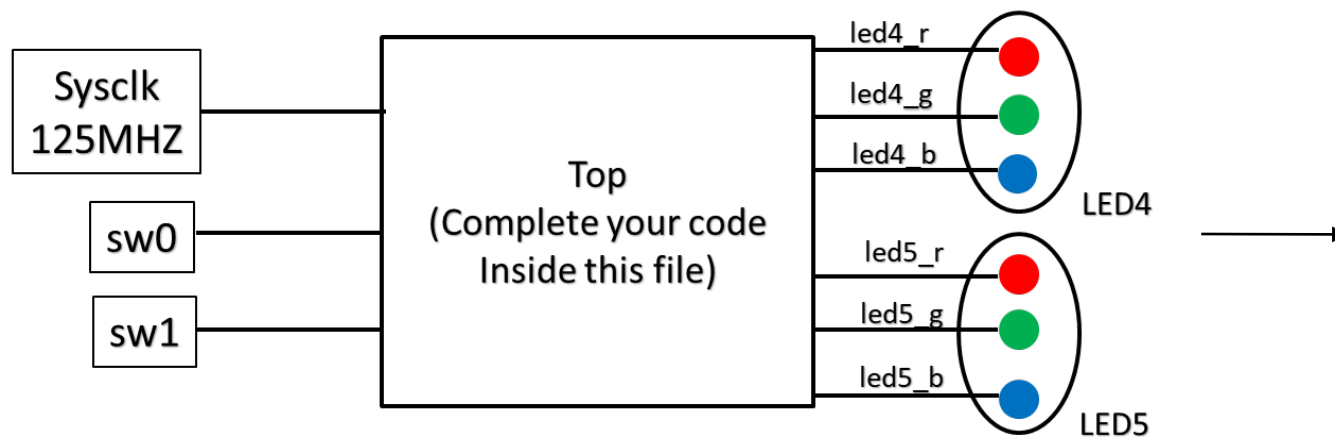 Sysclk
125MHZ
sw0
sw1
Top
(Complete your code
Inside this file)
led4_r
led4_g
led4_b
LED4
led5_r
led5_g
led5_b
LED5